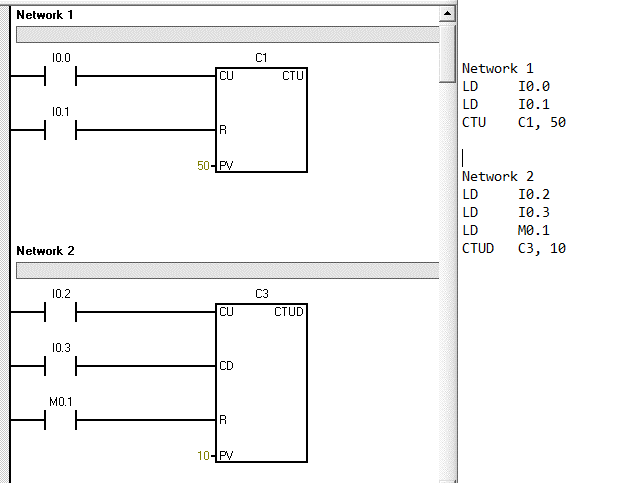 Network 1
I0.0
C1
CU CTU
I0.1
R
50 PV
Network 2
I0.2
C3
CU CTUD
I0.3
CD
M0.1
R
10 PV
Network 1
LD I0.0
LD I0.1
CTU C1, 50
Network 2
LD I0.2
LD I0.3
LD M0.1
CTUD C3, 10